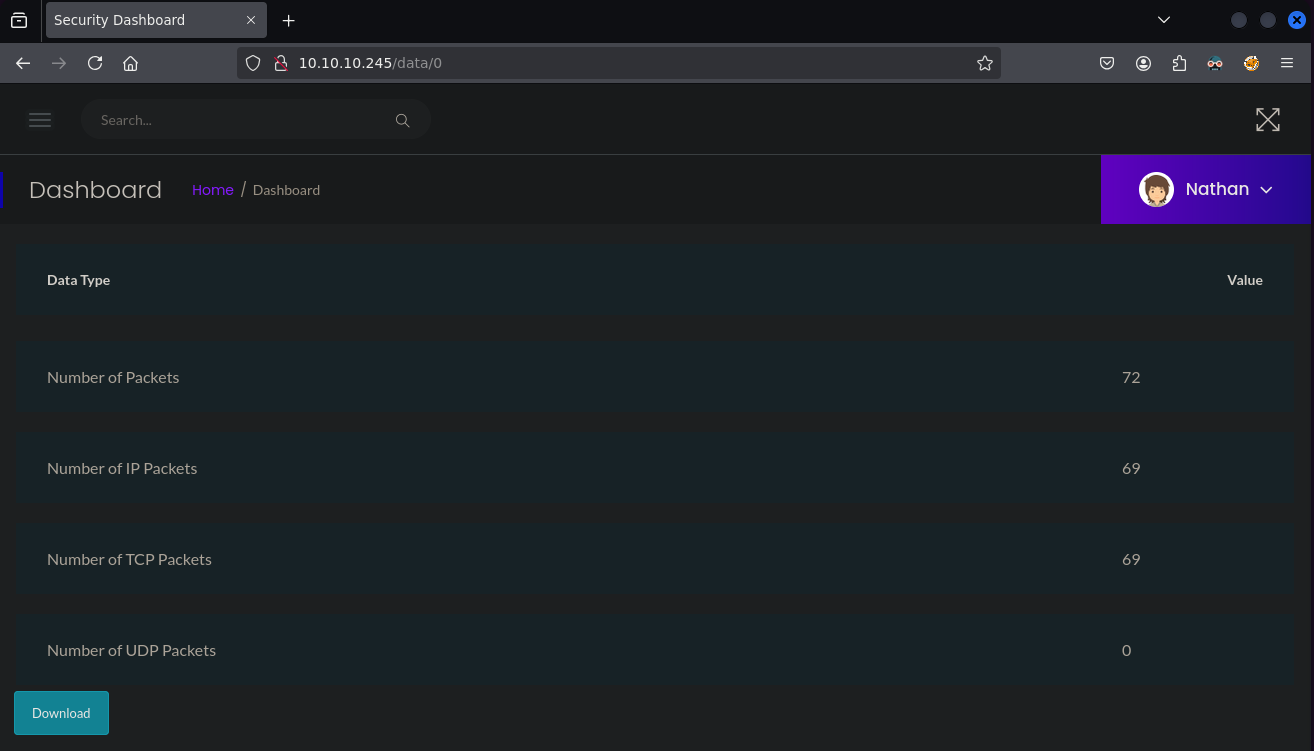 Security Dashboard
10.10.10.245/data/0
Search...
Dashboard Home / Dashboard Nathan
Data Type Value
Number of Packets 72
Number of IP Packets 69
Number of TCP Packets 69
Number of UDP Packets 0
Download